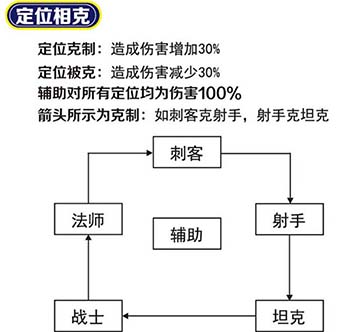 定位相克
定位克制：造成伤害增加30%
定位被克：造成伤害减少30%
辅助对所有定位均为伤害100%
箭头所示为克制：如刺客克射手，射手克坦克
刺客
法师
辅助
射手
战士
坦克